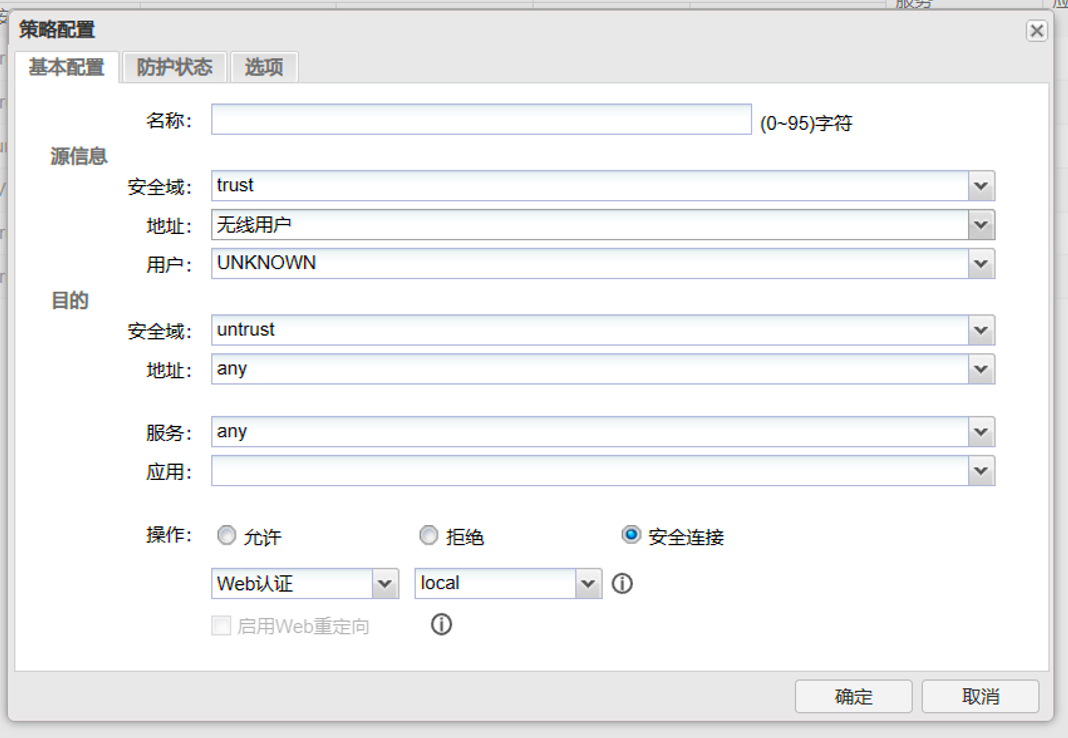 服务
策略配置
基本配置 防护状态 选项
名称： (0~95)字符
源信息
安全域： trust
地址： 无线用户
用户： UNKNOWN
目的
安全域： untrust
地址： any
服务： any
应用：
操作： 允许 拒绝 安全连接
Web认证 local
启用Web重定向
确定 取消